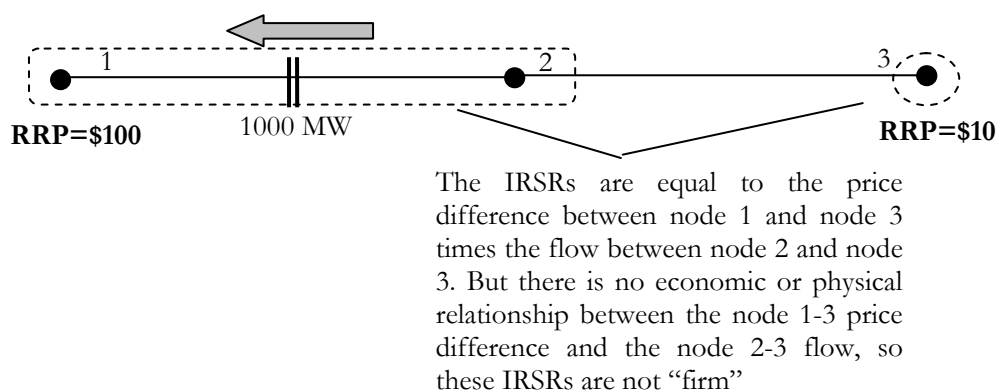 1
2
3
1000 MW
RRP=$100
RRP=$10
The IRSRs are equal to the price
difference between node 1 and node 3
times the flow between node 2 and node
3. But there is no economic or physical
relationship between the node 1-3 price
difference and the node 2-3 flow, so
these IRSRs are not “firm”